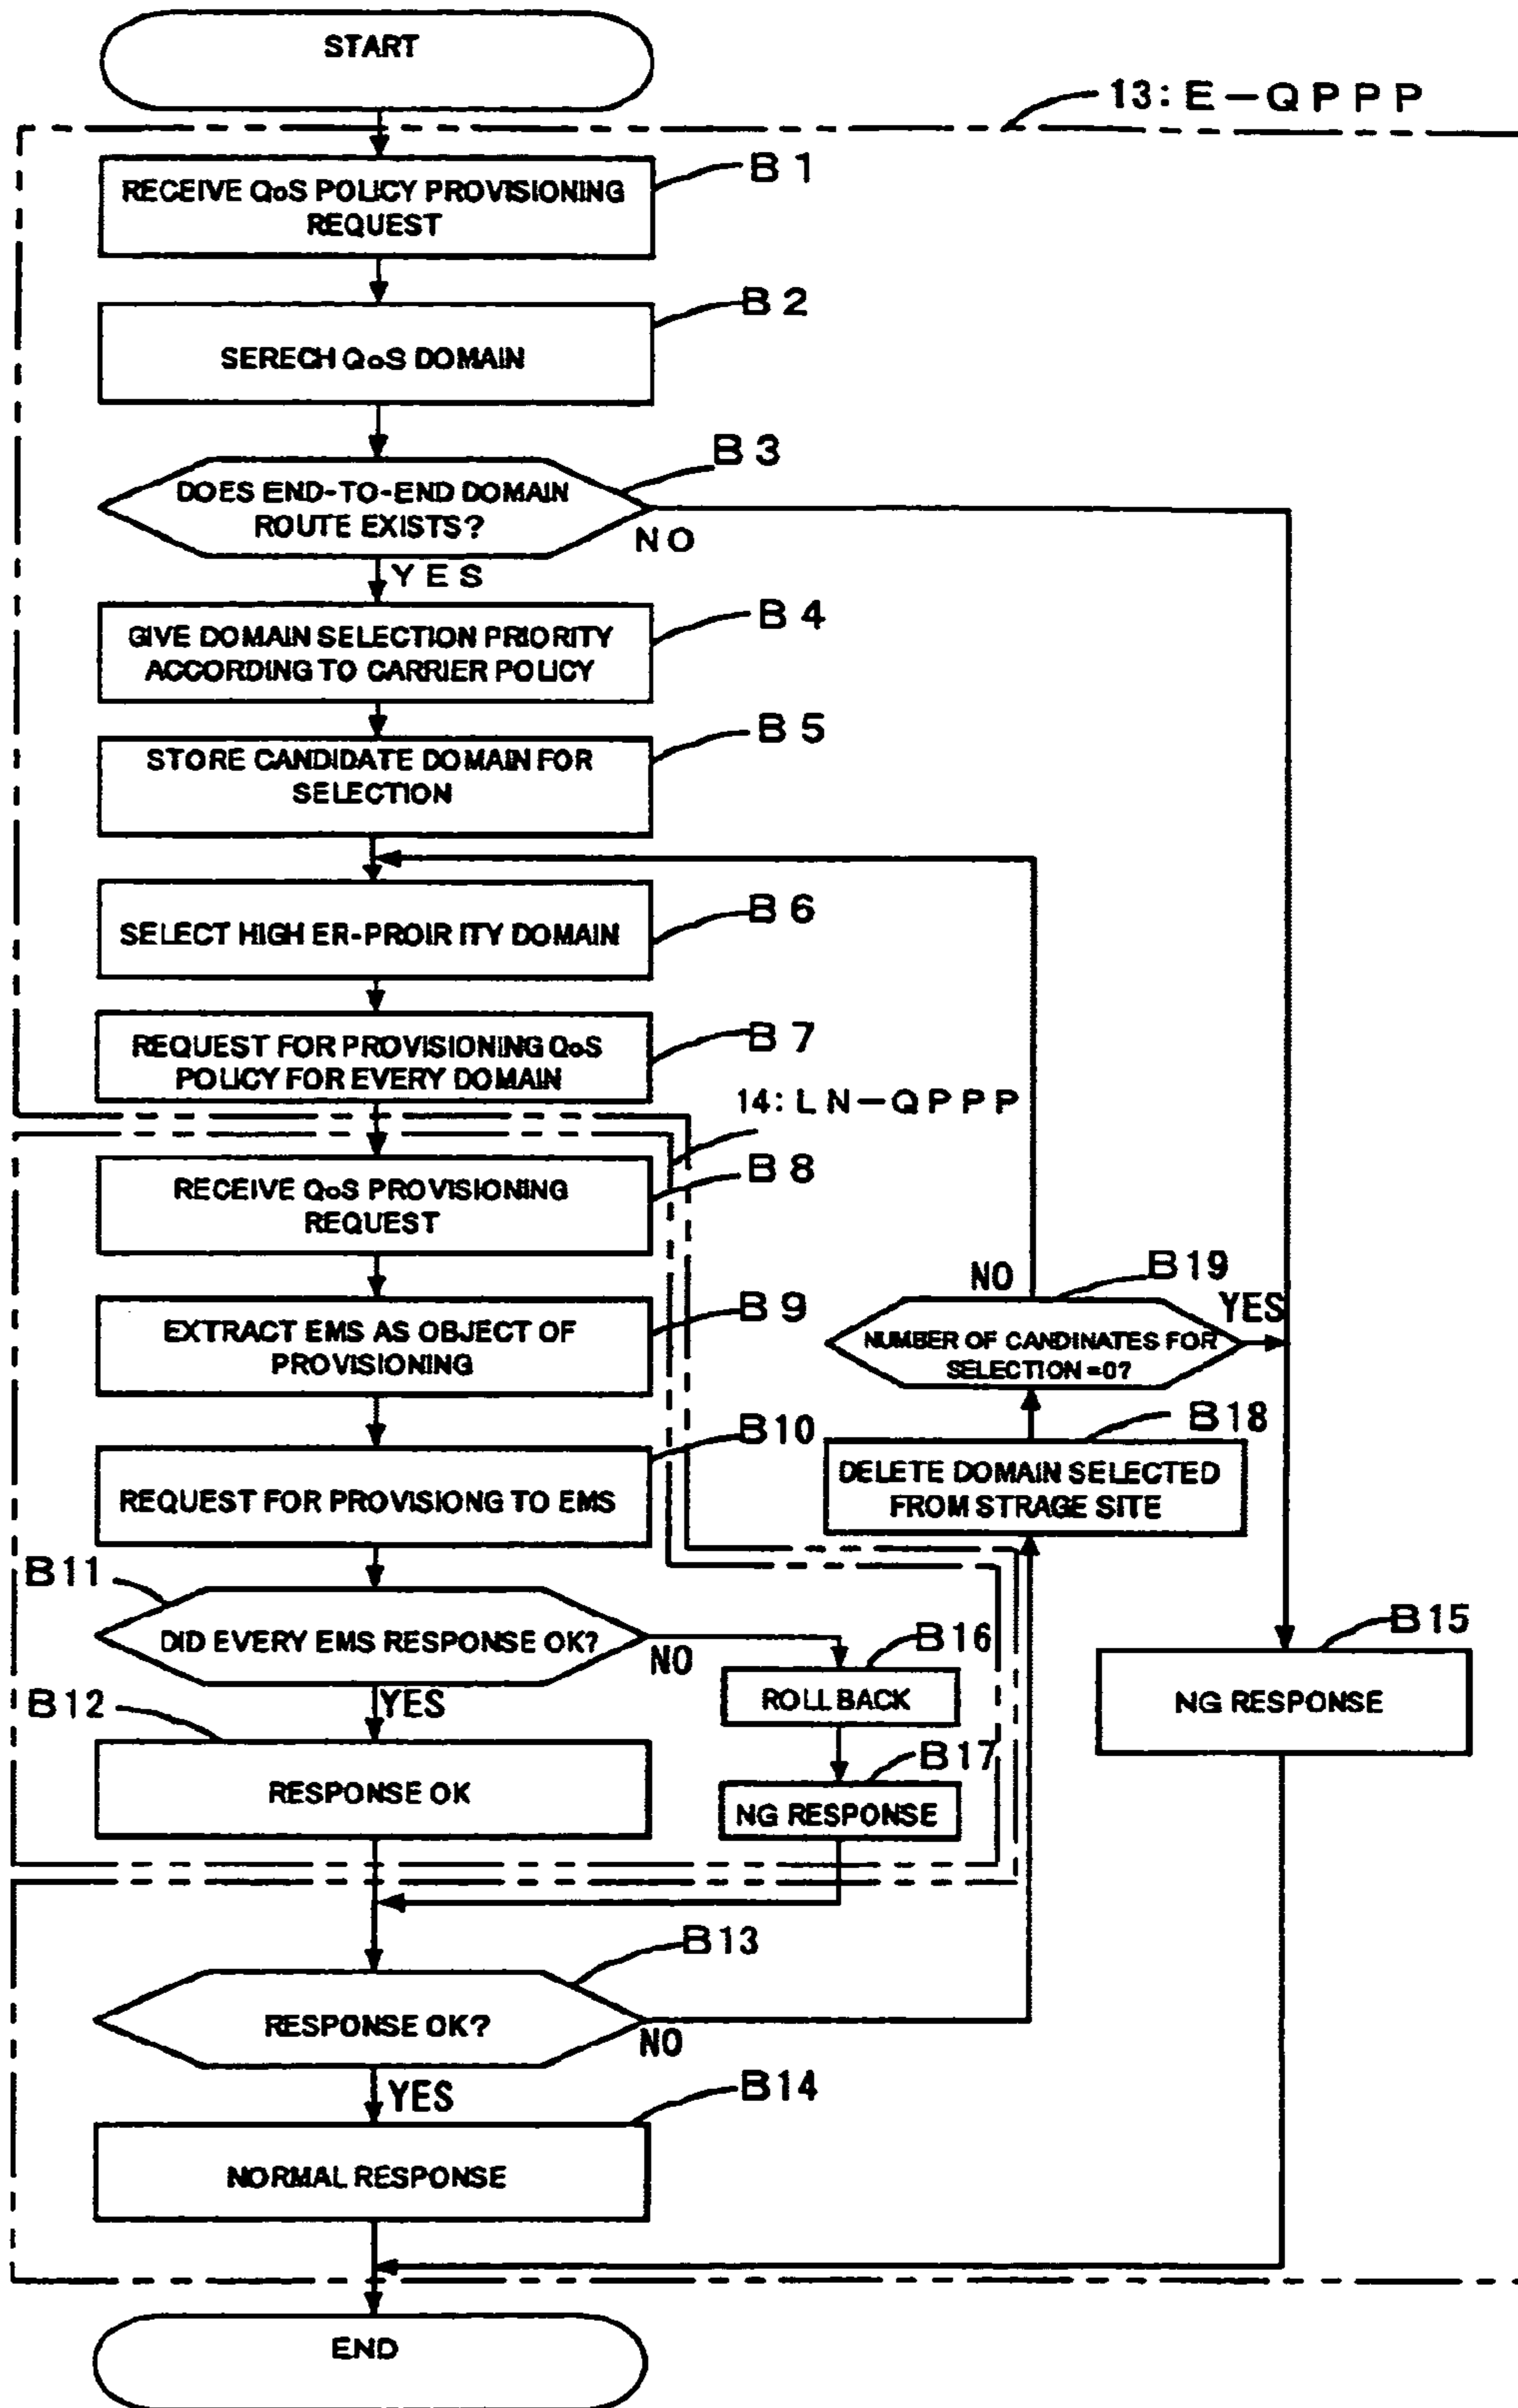 START
13: E-QPPP
RECEIVE QoS POLICY PROVISIONING
REQUEST
B1
SERECH QoS DOMAIN
B2
DOES END-TO-END DOMAIN
ROUTE EXISTS?
B3
NO
YES
GIVE DOMAIN SELECTION PRIORITY
ACCORDING TO CARRIER POLICY
B4
STORE CANDIDATE DOMAIN FOR
SELECTION
B5
SELECT HIGH ER-PROIR ITY DOMAIN
B6
REQUEST FOR PROVISIONING QoS
POLICY FOR EVERY DOMAIN
B7
14: LN-QPPP
RECEIVE QoS PROVISIONING
REQUEST
B8
EXTRACT EMS AS OBJECT OF
PROVISIONING
B9
REQUEST FOR PROVISIONG TO EMS
B10
B11
DID EVERY EMS RESPONSE OK?
NO
YES
B12
RESPONSE OK
B16
ROLL BACK
B17
NG RESPONSE
B13
RESPONSE OK?
NO
YES
B14
NORMAL RESPONSE
B19
NO
YES
NUMBER OF CANDINATES FOR
SELECTION =0?
B18
DELETE DOMAIN SELECTED
FROM STRAGE SITE
B15
NG RESPONSE
END